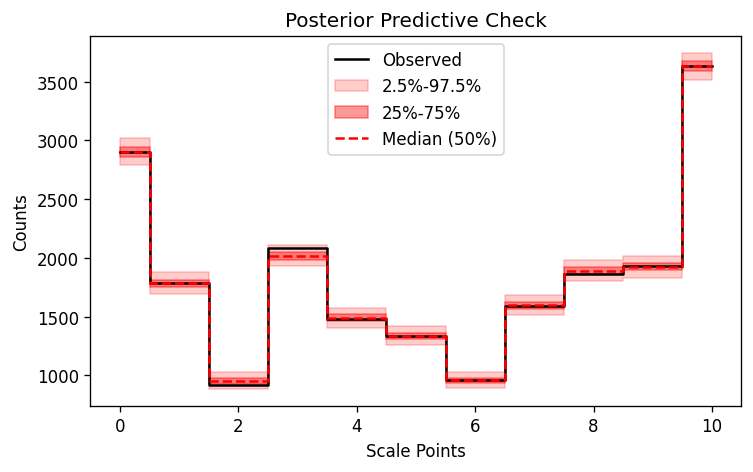 Posterior Predictive Check
Observed
2.5%-97.5%
25%-75%
Median (50%)
Counts
3500
3000
2500
2000
1500
1000
0
2
4
6
8
10
Scale Points